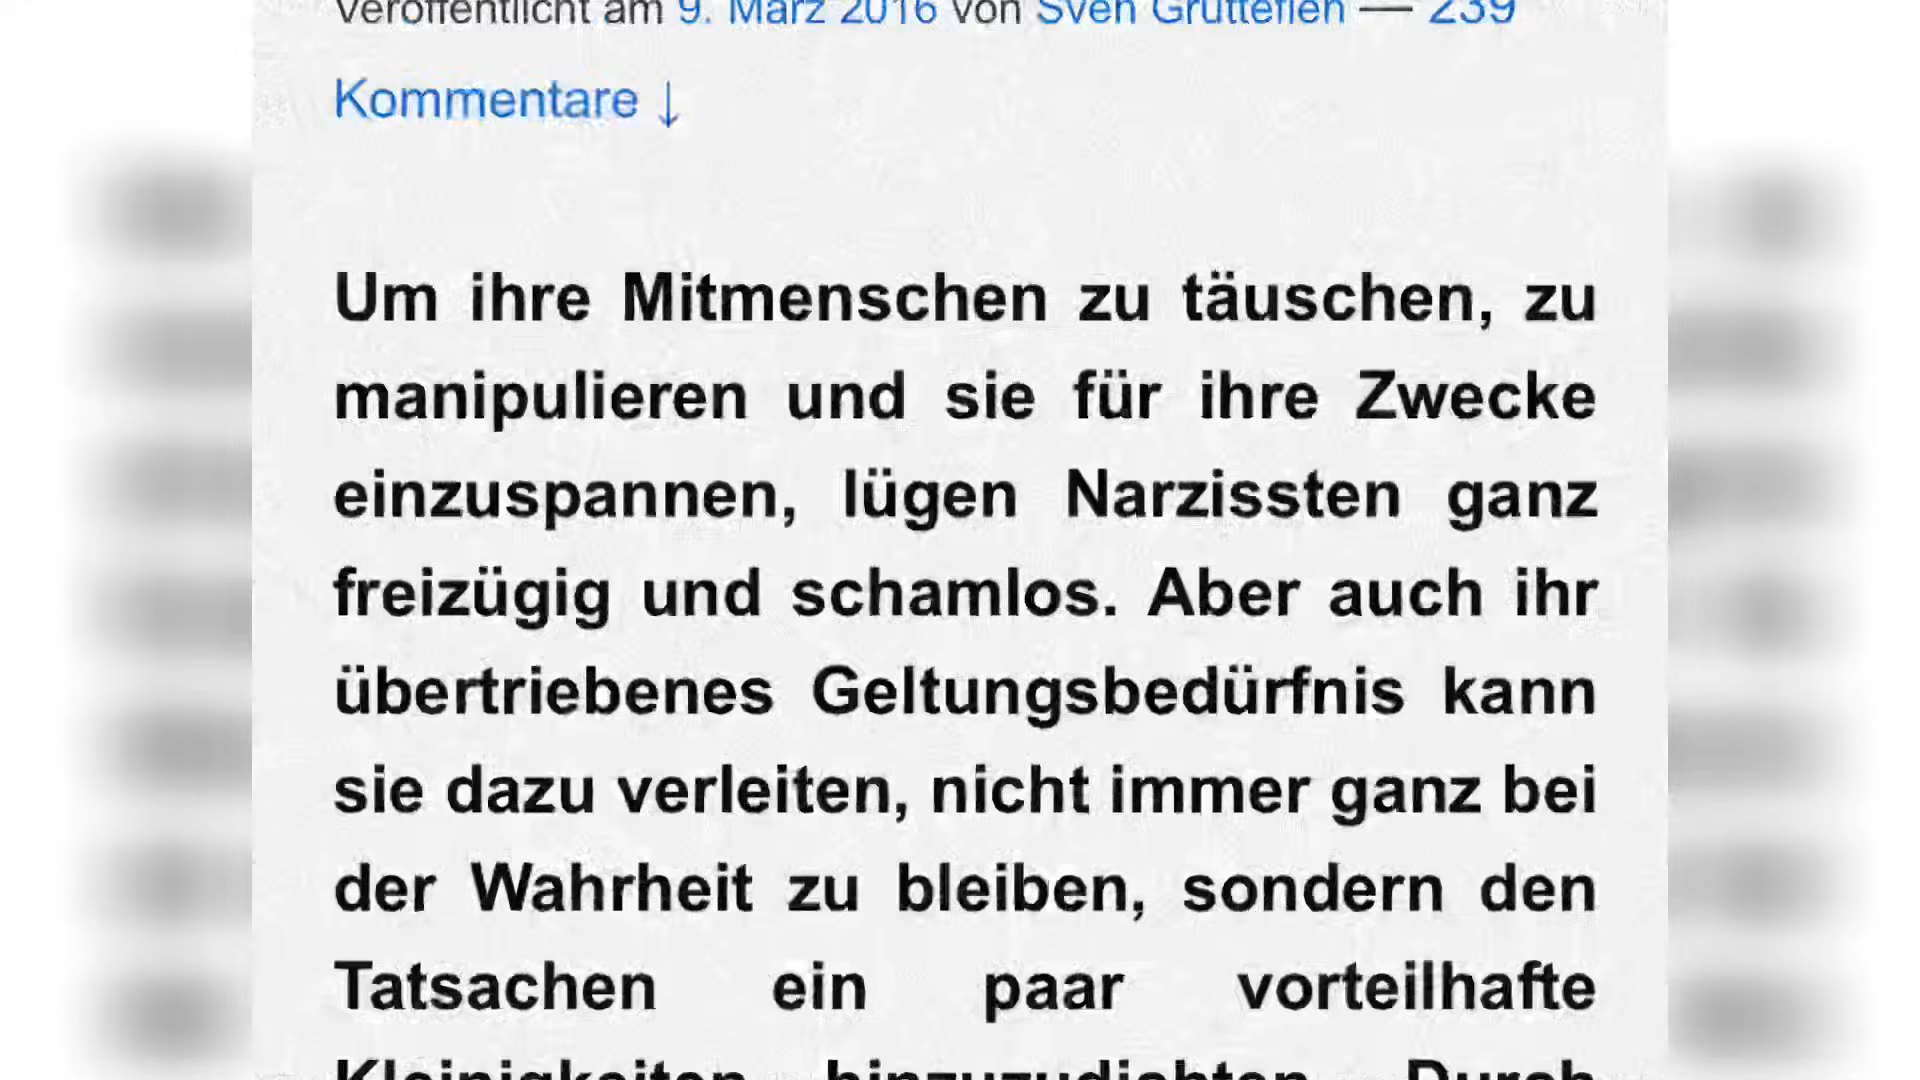 Veröffentlicht am 9. März 2016 von Sven Grüttefien — 239
Kommentare ↓
Um ihre Mitmenschen zu täuschen, zu
manipulieren und sie für ihre Zwecke
einzuspannen, lügen Narzissten ganz
freizügig und schamlos. Aber auch ihr
übertriebenes Geltungsbedürfnis kann
sie dazu verleiten, nicht immer ganz bei
der Wahrheit zu bleiben, sondern den
Tatsachen ein paar vorteilhafte
Kleinigkeiten hinzuzudichten. Durch